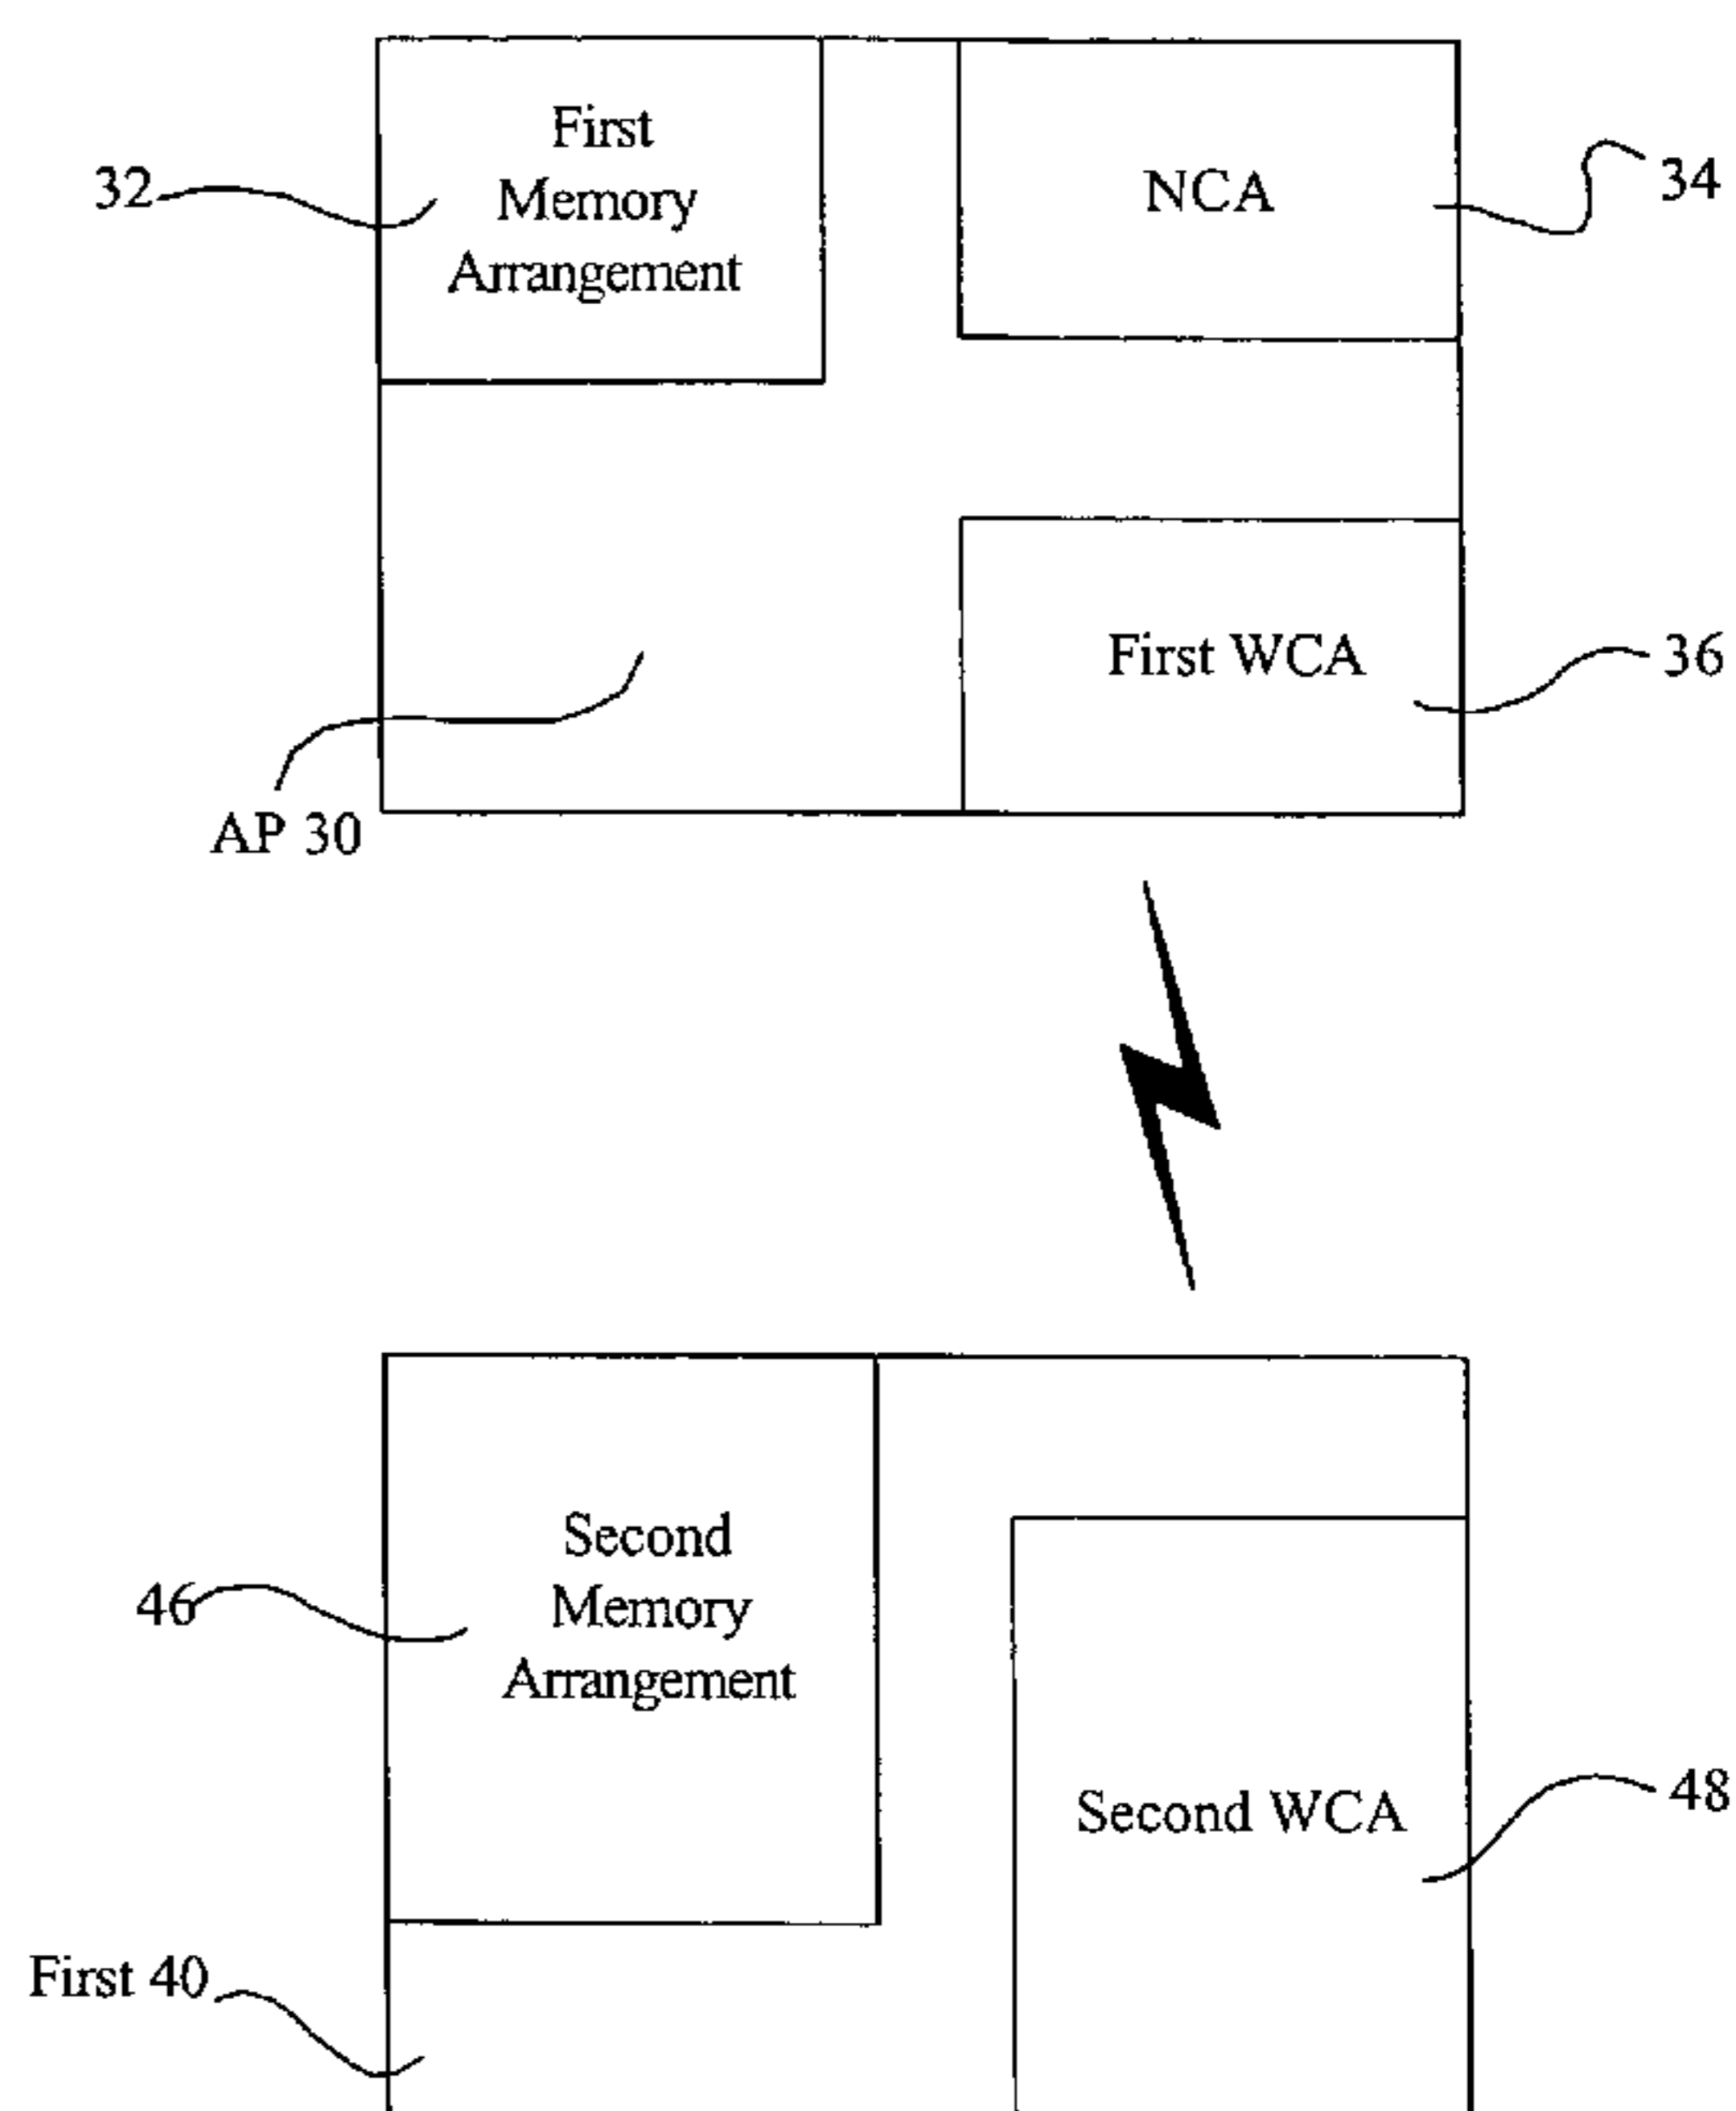 First
Memory
Arrangement
32
NCA
34
First WCA
36
AP 30
Second
Memory
Arrangement
46
Second WCA
48
First 40